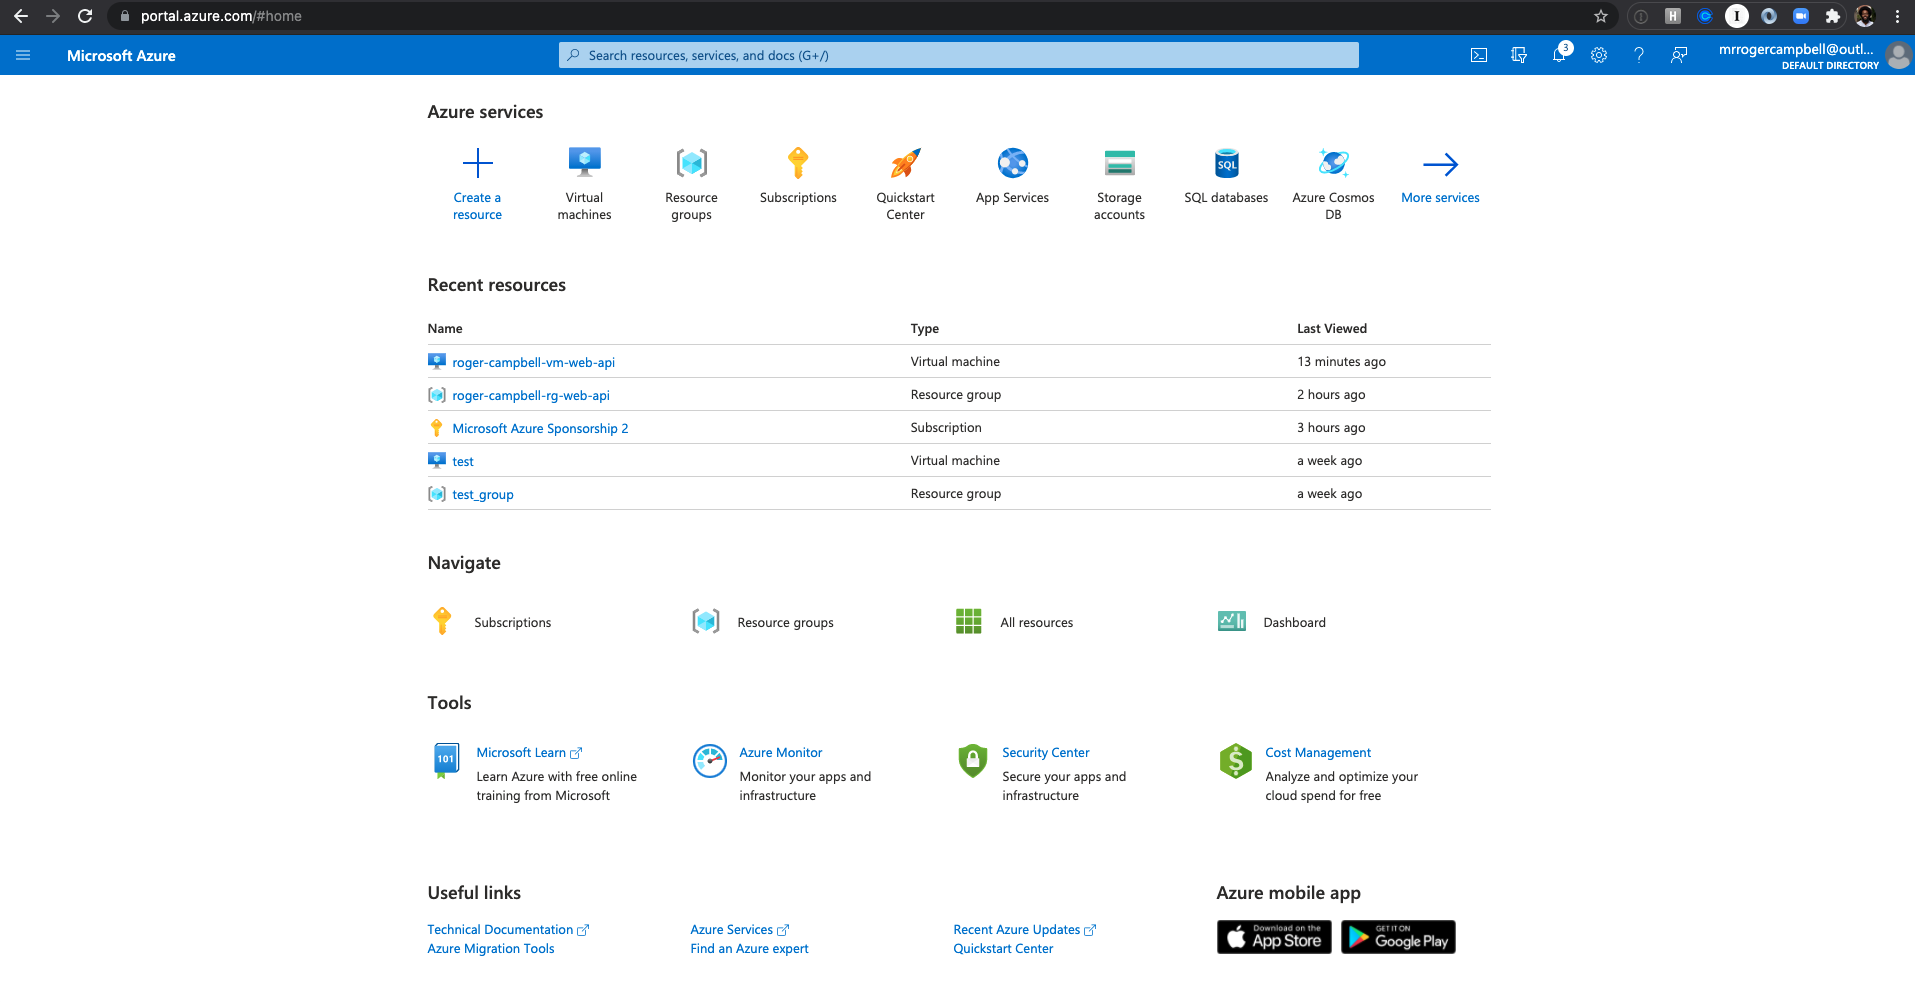 portal.azure.com/#home
Microsoft Azure
Search resources, services, and docs (G+/)
3
mrrogercampbell@outl...
DEFAULT DIRECTORY
Azure services
Create a resource
Virtual machines
Resource groups
Subscriptions
Quickstart Center
App Services
Storage accounts
SQL
SQL databases
Azure Cosmos DB
More services
Recent resources
Name Type Last Viewed
roger-campbell-vm-web-api Virtual machine 13 minutes ago
roger-campbell-rg-web-api Resource group 2 hours ago
Microsoft Azure Sponsorship 2 Subscription 3 hours ago
test Virtual machine a week ago
test_group Resource group a week ago
Navigate
Subscriptions Resource groups All resources Dashboard
Tools
101
Microsoft Learn
Learn Azure with free online
training from Microsoft
Azure Monitor
Monitor your apps and
infrastructure
Security Center
Secure your apps and
infrastructure
Cost Management
Analyze and optimize your
cloud spend for free
Useful links
Technical Documentation Azure Services Recent Azure Updates
Azure Migration Tools Find an Azure expert Quickstart Center
Azure mobile app
Download on the
App Store
GET IT ON
Google Play